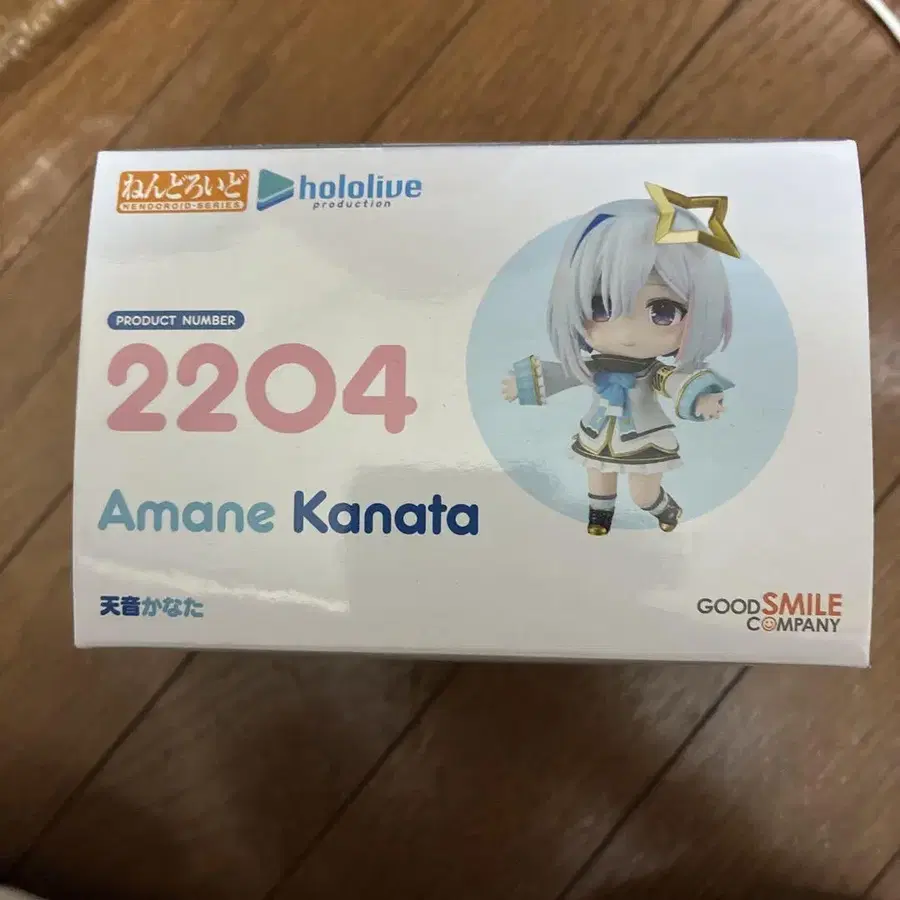 ねんどろいど
NENDOROID-SERIES
hololive
production
PRODUCT NUMBER
2204
Amane Kanata
天音かなた
GOOD SMILE
COMPANY